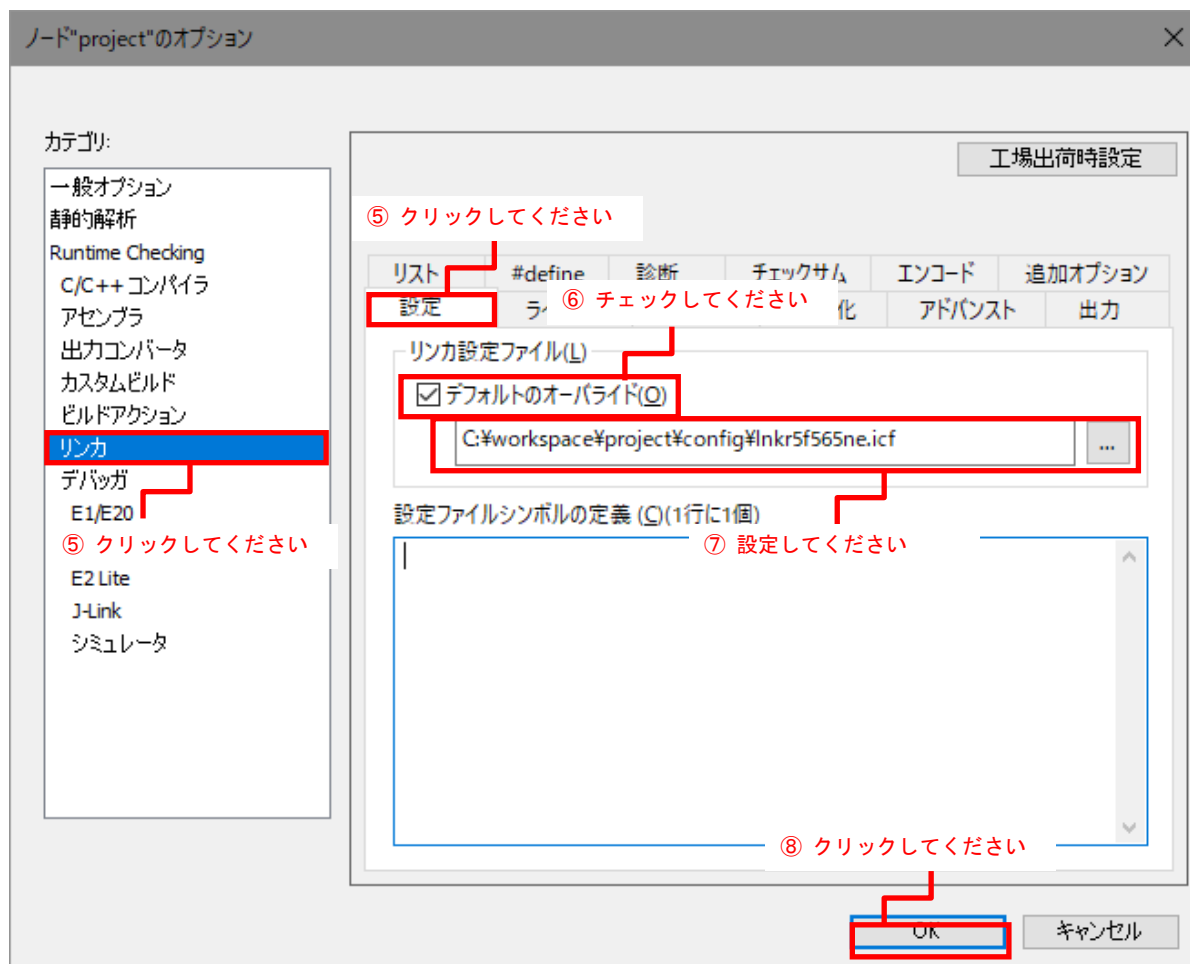 ノード"project"のオプション
カテゴリ:
一般オプション
静的解析
Runtime Checking
C/C++ コンパイラ
アセンブラ
出力コンバータ
カスタムビルド
ビルドアクション
リンカ
デバッガ
E1/E20
⑤ クリックしてください
E2 Lite
J-Link
シミュレータ
工場出荷時設定
⑤ クリックしてください
リスト #define 診断 チェックサム エンコード 追加オプション
⑥ チェックしてください
設定 化 アドバンスト 出力
リンカ設定ファイル(L)
デフォルトのオーバライド(O)
C:¥workspace¥project¥config¥lnkr5f565ne.icf
...
設定ファイルシンボルの定義 (C)(1行に1個)
⑦ 設定してください
⑧ クリックしてください
OK キャンセル